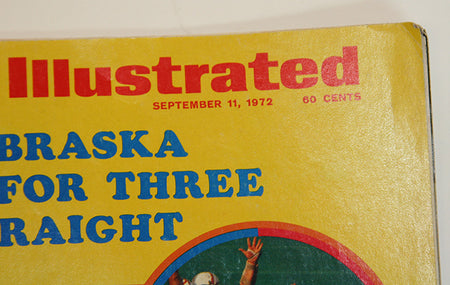 Illustrated
SEPTEMBER 11, 1972 60 CENTS
BRASKA
FOR THREE
RAIGHT